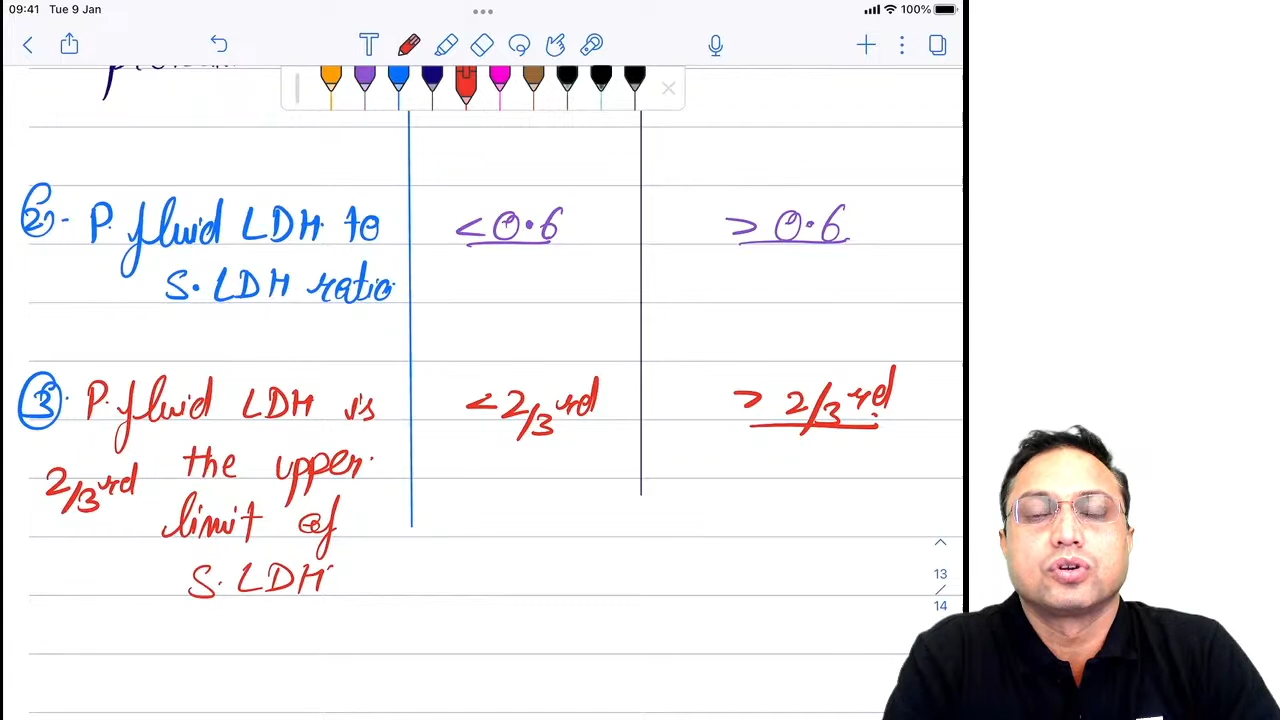 09:41 Tue 9 Jan
100%
T
2). P. fluid LDH to <0.6 >0.6
S. LDH ratio
3. P. fluid LDH is <2/3rd >2/3rd
2/3rd the upper
limit of
S. LDH
13
/
14